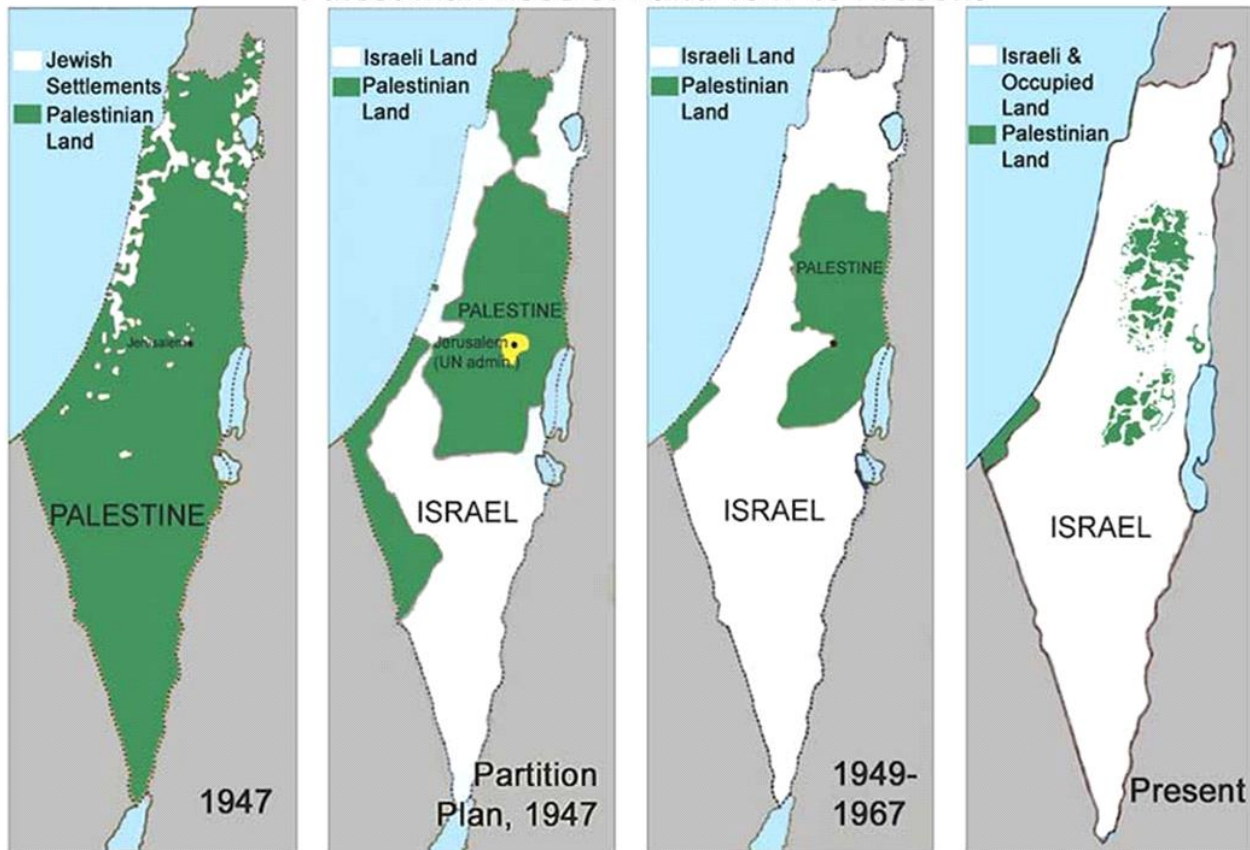 Jewish
Settlements
Palestinian
Land
Jerusalem
PALESTINE
1947
Israeli Land
Palestinian
Land
PALESTINE
Jerusalem
(UN admin.)
ISRAEL
Partition
Plan, 1947
Israeli Land
Palestinian
Land
PALESTINE
ISRAEL
1949-
1967
Israeli &
Occupied
Land
Palestinian
Land
ISRAEL
Present